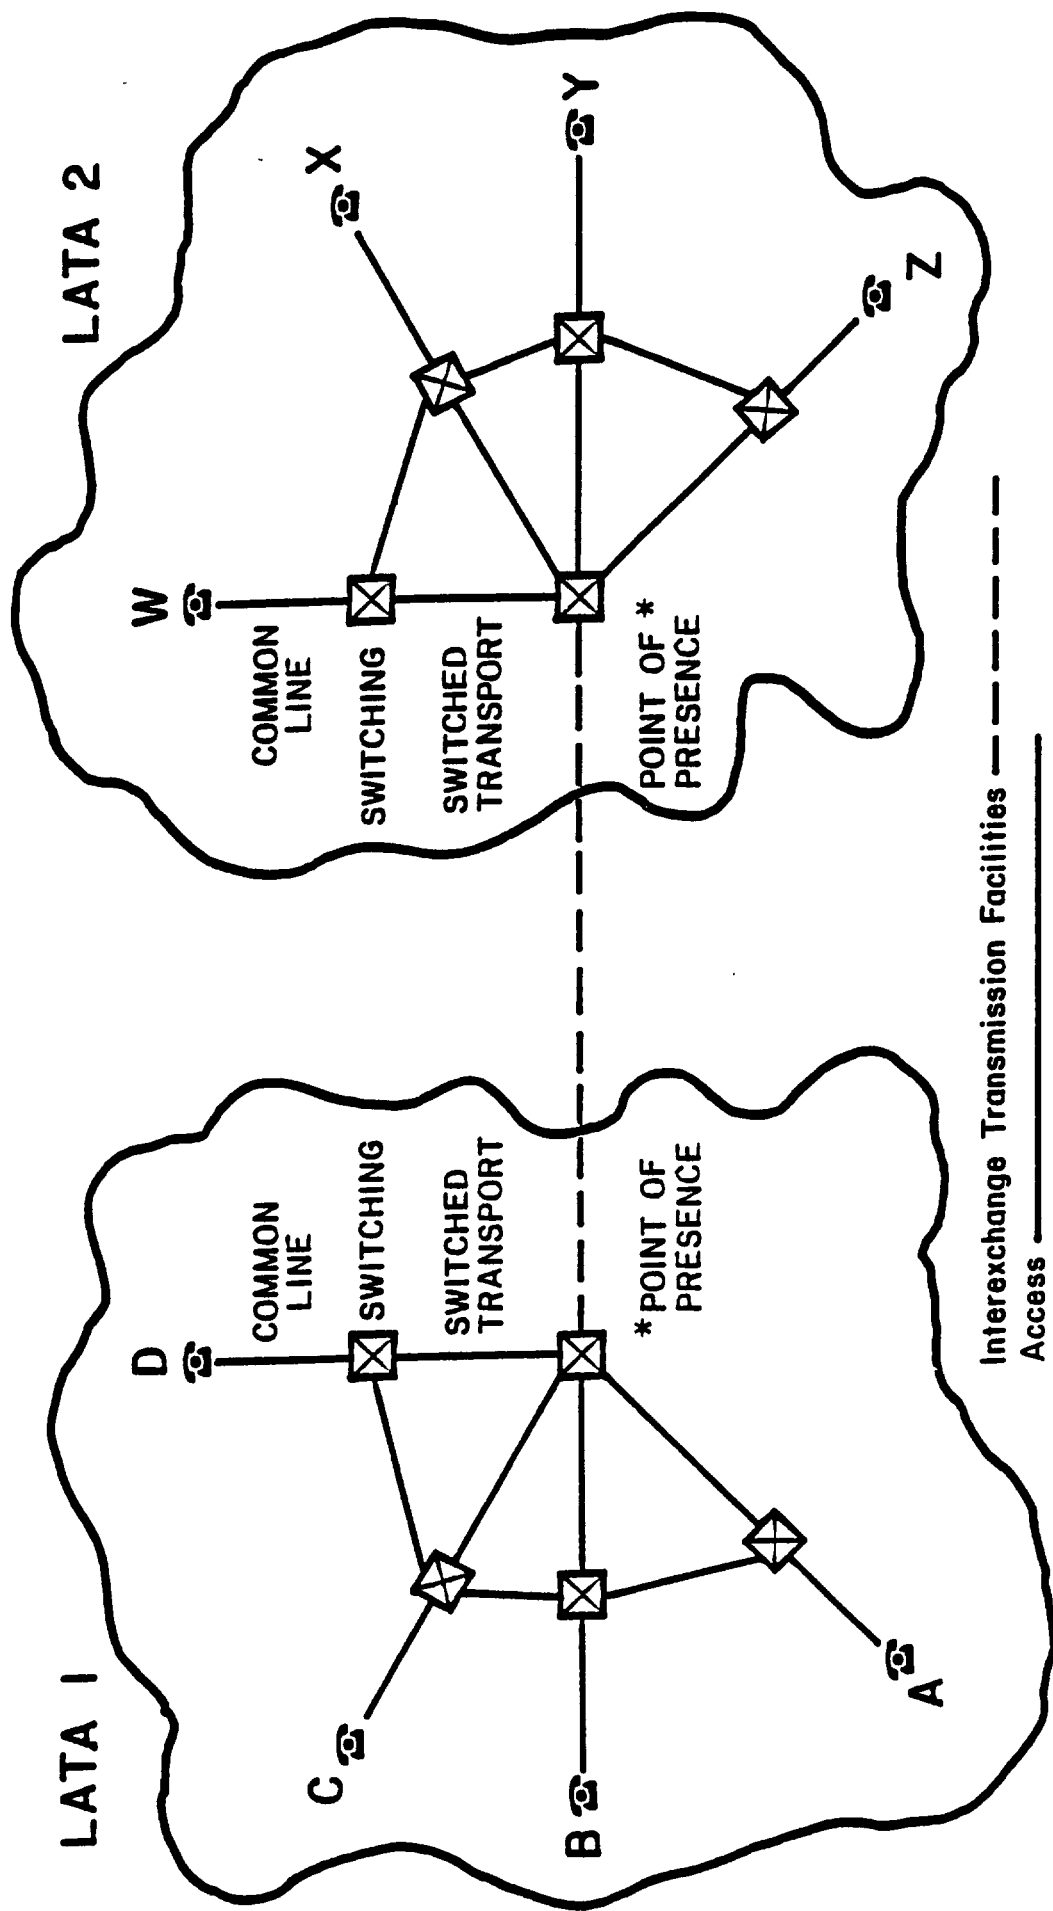 LATA 1
LATA 2
D
COMMON
LINE
SWITCHING
SWITCHED
TRANSPORT
*POINT OF
PRESENCE
C
B
A
W
COMMON
LINE
SWITCHING
SWITCHED
TRANSPORT
POINT OF *
PRESENCE
X
Y
Z
Interexchange Transmission Facilities
Access